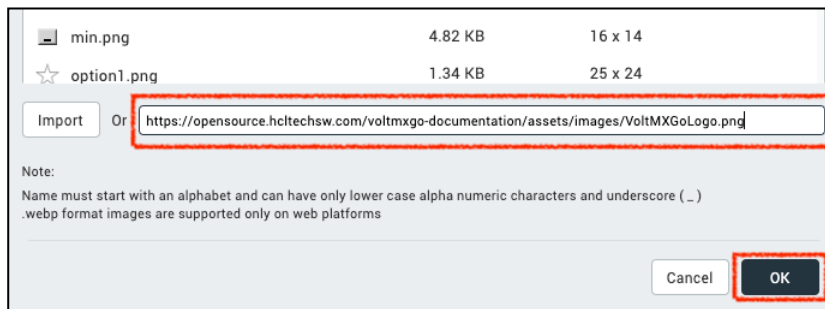 min.png 4.82 KB 16 x 14
option1.png 1.34 KB 25 x 24
Import Or https://opensource.hcltechsw.com/voltmxgo-documentation/assets/images/VoltMXGoLogo.png
Note:
Name must start with an alphabet and can have only lower case alpha numeric characters and underscore ( _ )
.webp format images are supported only on web platforms
Cancel OK